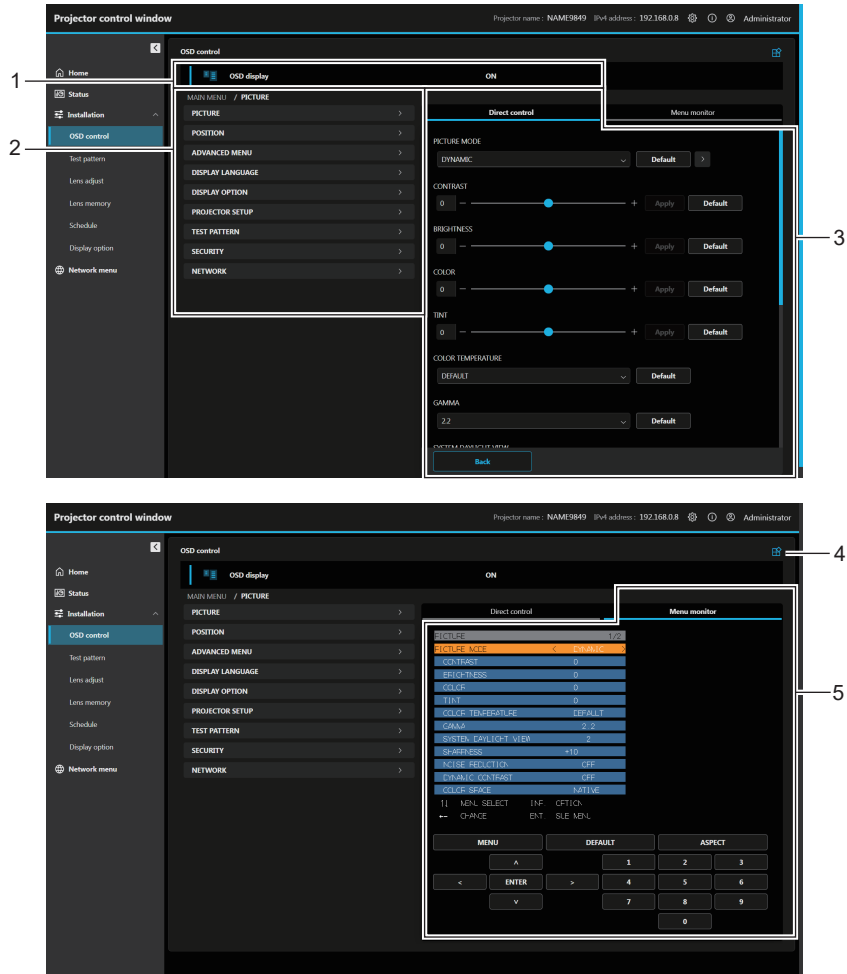 Projector control window Projector name : NAME9849 IPv4 address : 192.168.0.8 Administrator
OSD control
1
OSD display ON
Home
Status
Installation
OSD control
Test pattern
Lens adjust
Lens memory
Schedule
Display option
Network menu
2
MAIN MENU / PICTURE
PICTURE
POSITION
ADVANCED MENU
DISPLAY LANGUAGE
DISPLAY OPTION
PROJECTOR SETUP
TEST PATTERN
SECURITY
NETWORK
Direct control Menu monitor
3
PICTURE MODE
DYNAMIC Default
CONTRAST
0 − + Apply Default
BRIGHTNESS
0 − + Apply Default
COLOR
0 − + Apply Default
TINT
0 − + Apply Default
COLOR TEMPERATURE
DEFAULT Default
GAMMA
2.2 Default
SYSTEM DAYLIGHT VIEW
Back
Projector control window Projector name : NAME9849 IPv4 address : 192.168.0.8 Administrator
OSD control
4
OSD display ON
Home
Status
Installation
OSD control
Test pattern
Lens adjust
Lens memory
Schedule
Display option
Network menu
MAIN MENU / PICTURE
PICTURE
POSITION
ADVANCED MENU
DISPLAY LANGUAGE
DISPLAY OPTION
PROJECTOR SETUP
TEST PATTERN
SECURITY
NETWORK
Direct control Menu monitor
5
PICTURE 1/2
PICTURE MODE < DYNAMIC >
CONTRAST 0
BRIGHTNESS 0
COLOR 0
TINT 0
COLOR TEMPERATURE DEFAULT
GAMMA 2.2
SYSTEM DAYLIGHT VIEW 2
SHARPNESS +10
NOISE REDUCTION OFF
DYNAMIC CONTRAST OFF
COLOR SPACE NATIVE
↑↓ MENU SELECT INF. OPTION
←→ CHANGE ENT. SUB MENU
MENU DEFAULT ASPECT
∧ 1 2 3
< ENTER > 4 5 6
∨ 7 8 9
0